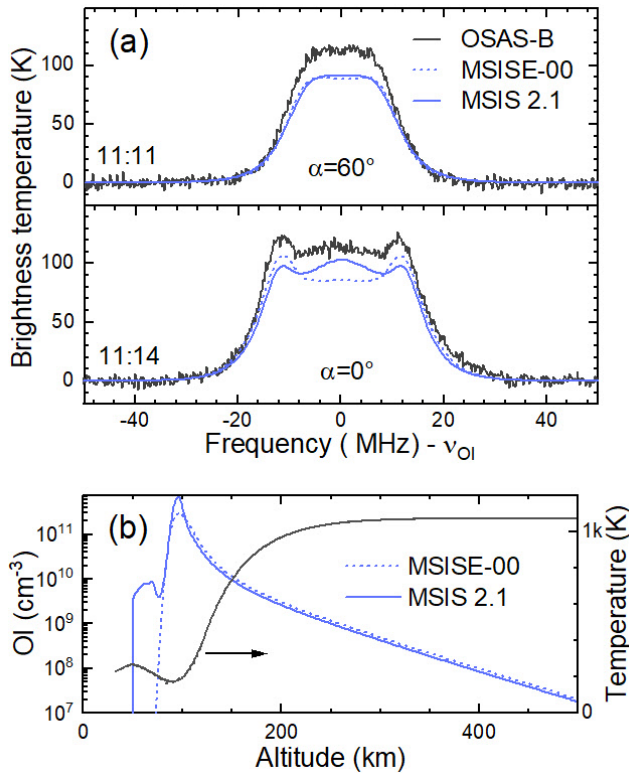 (a)
OSAS-B
MSISE-00
MSIS 2.1
100
50
0
11:11
α=60°
100
50
0
11:14
α=0°
Brightness temperature (K)
-40 -20 0 20 40
Frequency ( MHz) - νOI
(b)
MSISE-00
MSIS 2.1
10¹¹
10¹⁰
10⁹
10⁸
10⁷
OI (cm⁻³)
1k
0
Temperature (K)
0 200 400
Altitude (km)